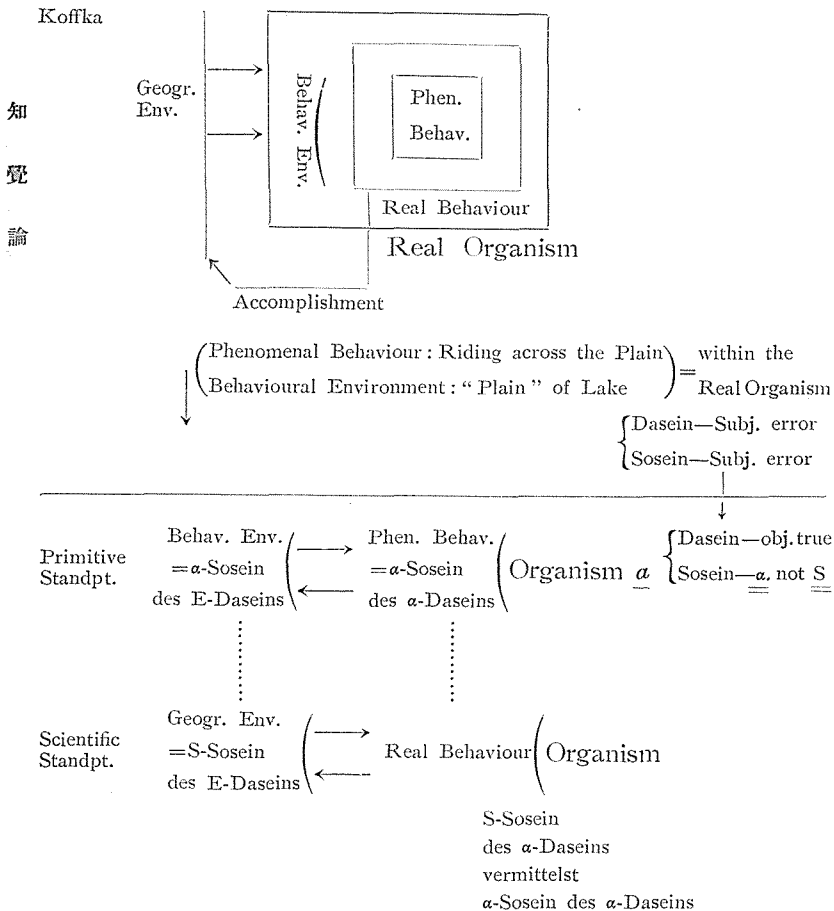 Koffka
知覺論
Geogr.
Env.
Behav. Env.
Phen.
Behav.
Real Behaviour
Real Organism
Accomplishment
(Phenomenal Behaviour : Riding across the Plain) = within the
(Behavioural Environment : “ Plain ” of Lake) Real Organism
{Dasein—Subj. error
{Sosein—Subj. error
Primitive
Standpt.
Behav. Env.
=α-Sosein
des E-Daseins
Phen. Behav.
=α-Sosein
des α-Daseins
Organism a
{Dasein—obj. true
{Sosein—α. not S
Scientific
Standpt.
Geogr. Env.
=S-Sosein
des E-Daseins
Real Behaviour
Organism
S-Sosein
des α-Daseins
vermittelst
α-Sosein des α-Daseins